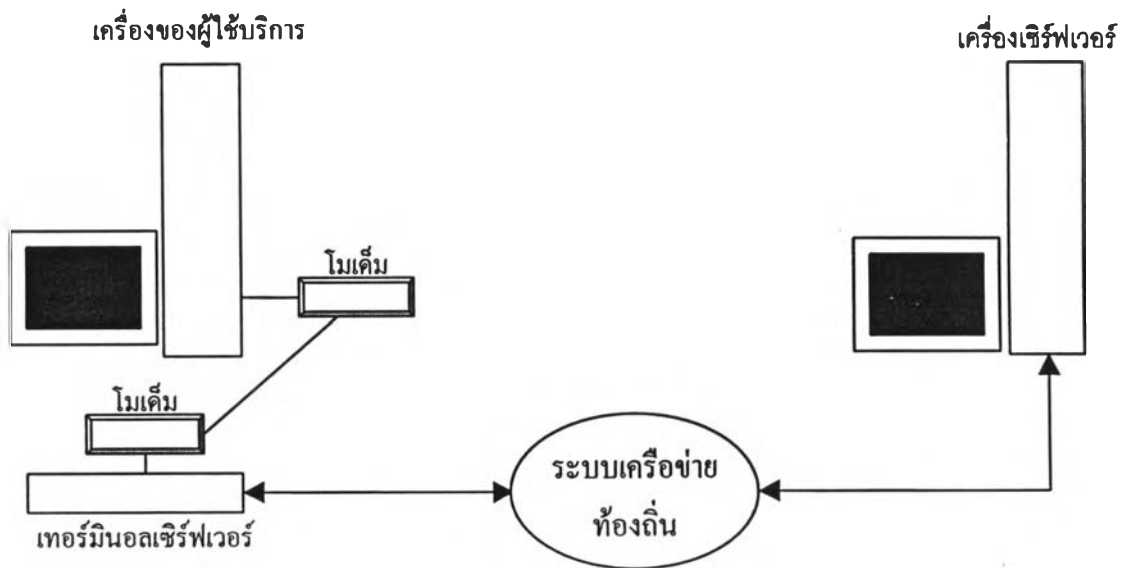 เครื่องของผู้ใช้บริการ
เครื่องเซิร์ฟเวอร์
โมเด็ม
โมเด็ม
ระบบเครือข่าย
ท้องถิ่น
เทอร์มินอลเซิร์ฟเวอร์